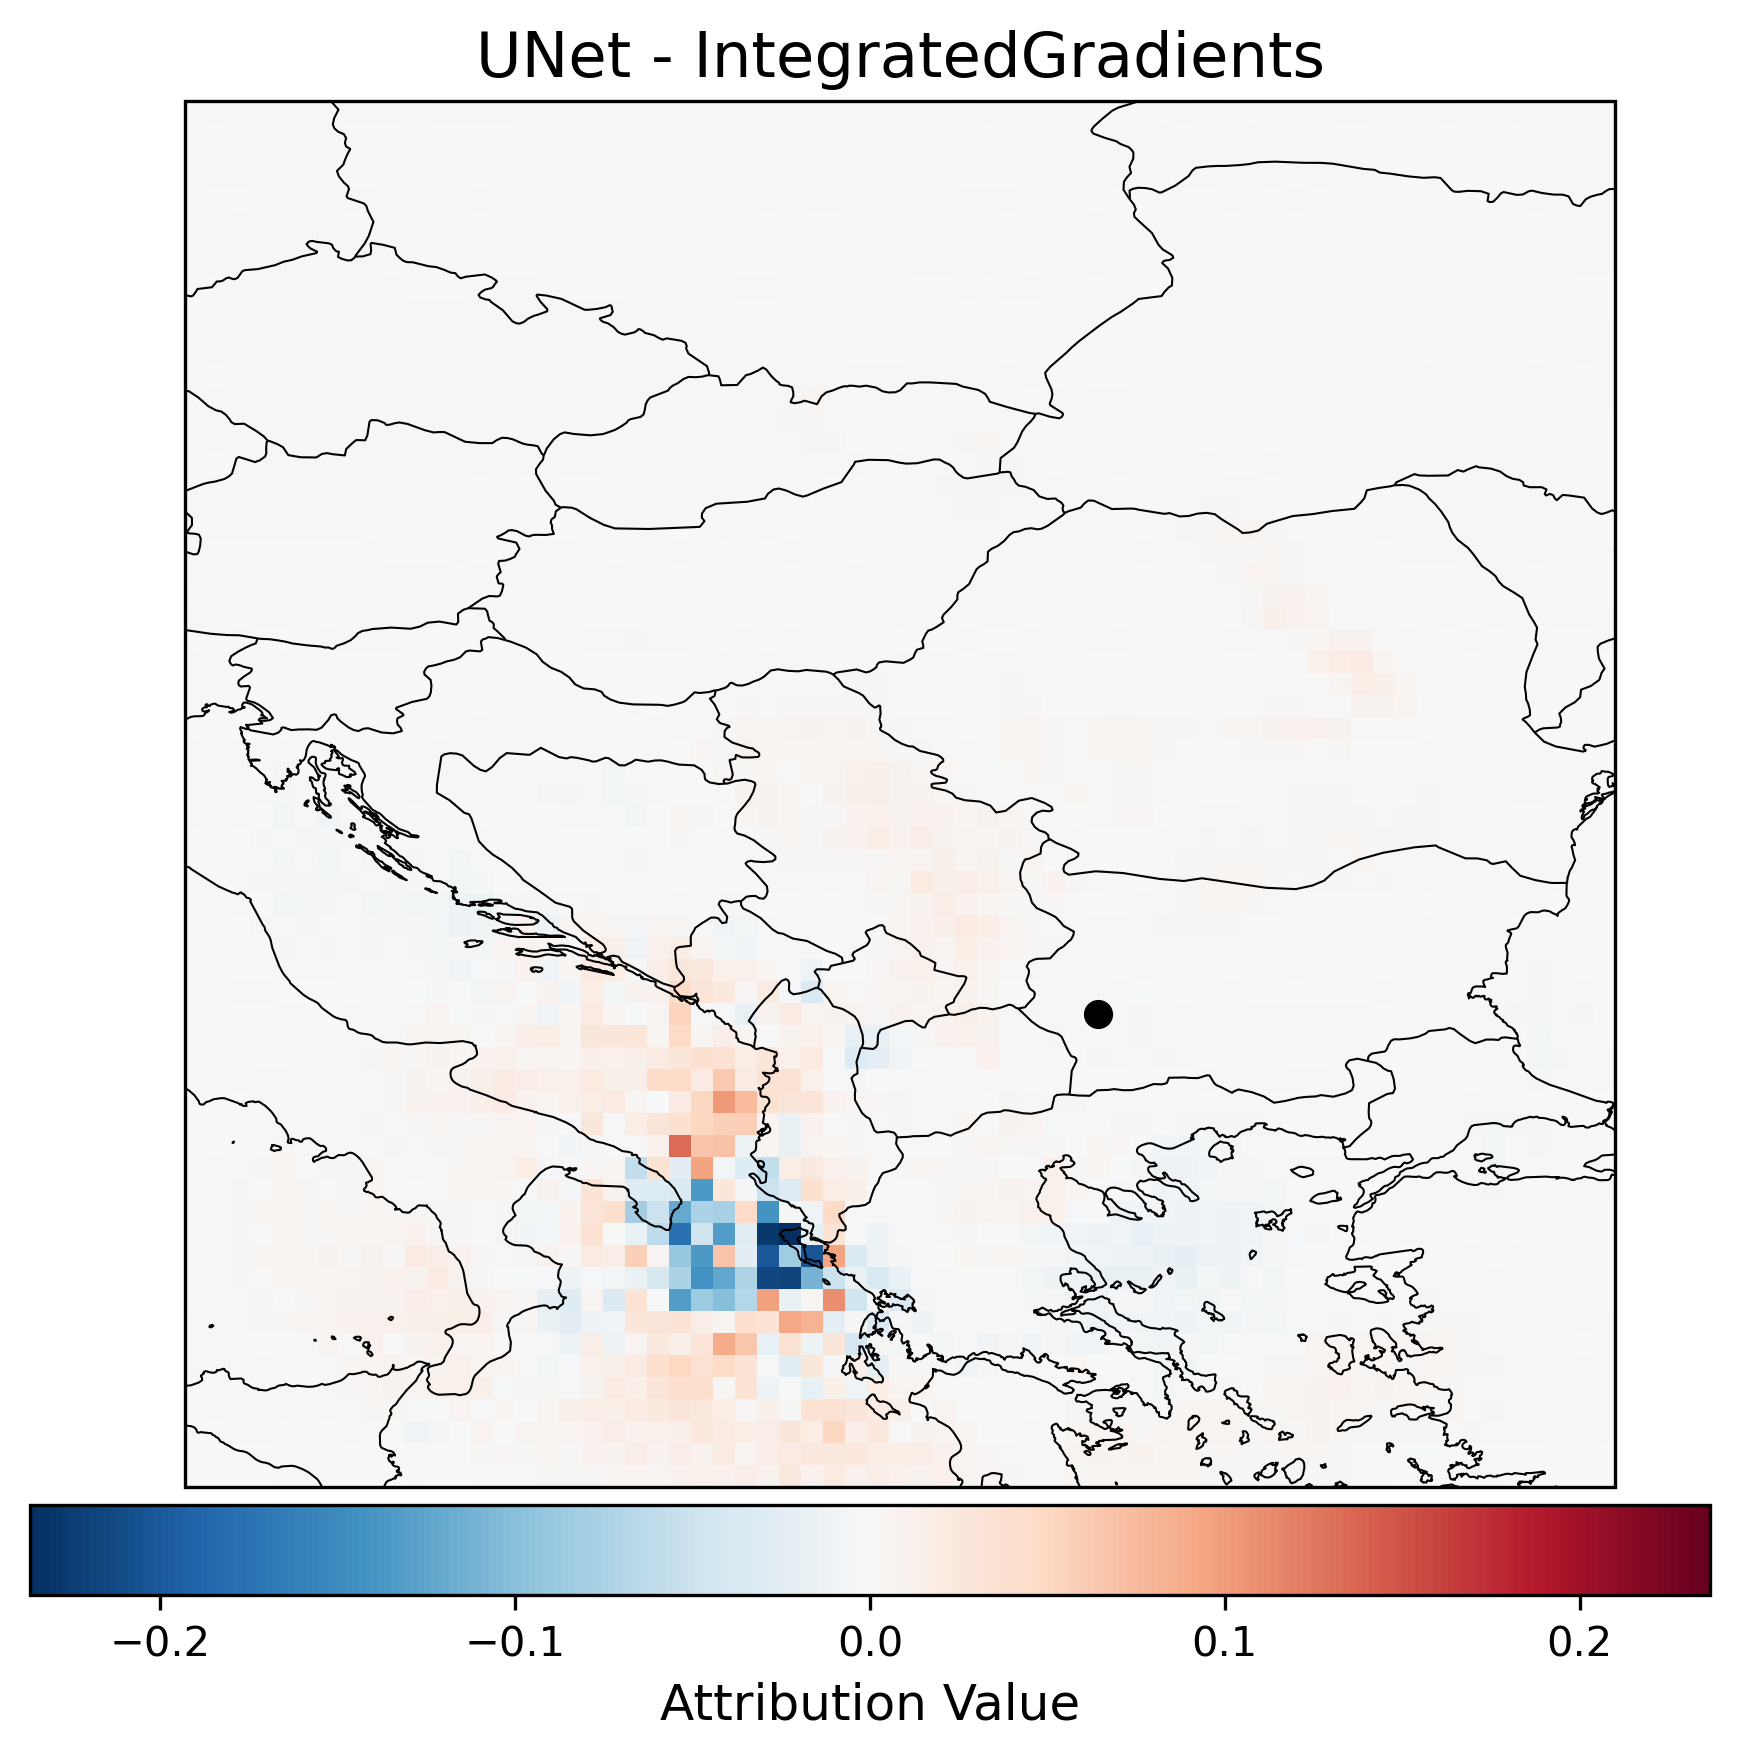 UNet - IntegratedGradients
−0.2 −0.1 0.0 0.1 0.2
Attribution Value